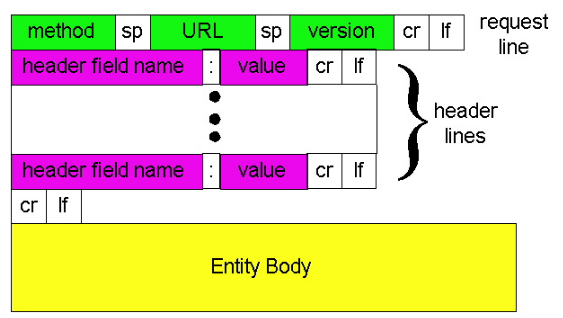 method sp URL sp version cr lf request line
header field name : value cr lf
header lines
header field name : value cr lf
cr lf
Entity Body